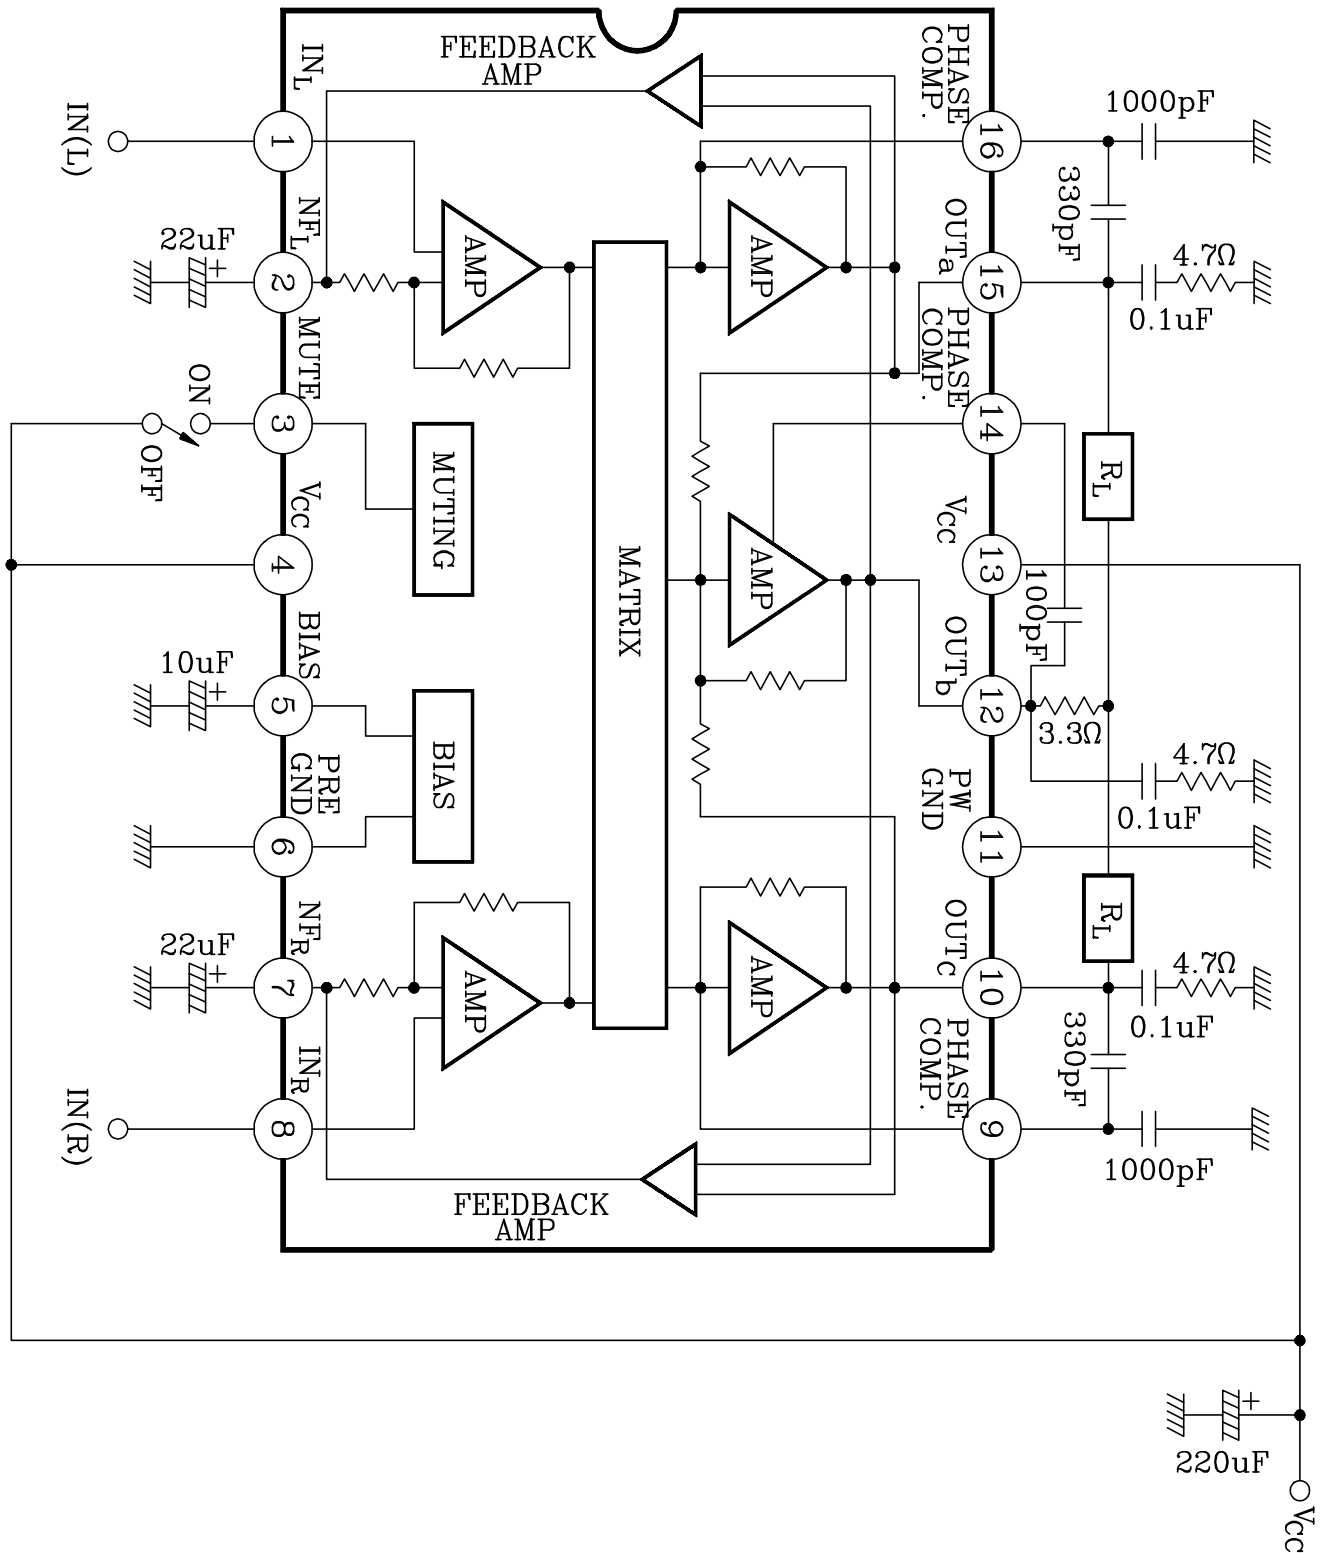 FEEDBACK
AMP
PHASE
COMP.
IN_L
1000pF
IN(L)
1
16
330pF
NF_L
22uF
+
2
AMP
AMP
OUTa
15
4.7Ω
0.1uF
MUTE
ON
OFF
3
MUTING
PHASE
COMP.
14
R_L
V_CC
4
MATRIX
AMP
V_CC
13
100pF
BIAS
10uF
+
5
BIAS
OUTb
12
3.3Ω
4.7Ω
0.1uF
PRE
GND
6
PW
GND
11
NF_R
22uF
+
7
AMP
AMP
OUTc
10
R_L
4.7Ω
0.1uF
IN_R
IN(R)
8
PHASE
COMP.
9
330pF
1000pF
FEEDBACK
AMP
+
220uF
V_CC